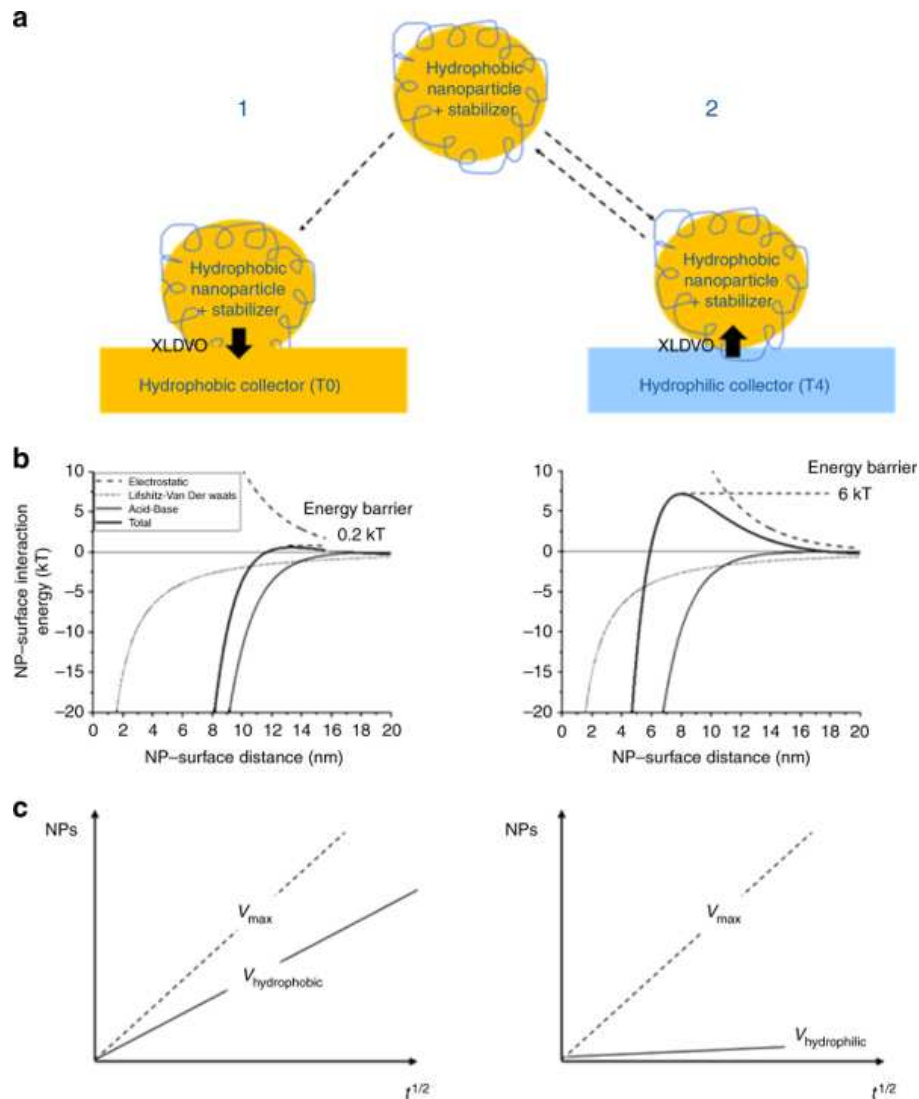 a
Hydrophobic
nanoparticle
+ stabilizer
1
2
Hydrophobic
nanoparticle
+ stabilizer
XLDVO
Hydrophobic collector (T0)
Hydrophobic
nanoparticle
+ stabilizer
XLDVO
Hydrophilic collector (T4)
b
NP–surface interaction
energy (kT)
10
5
0
−5
−10
−15
−20
Electrostatic
Lifshitz-Van Der waals
Acid-Base
Total
Energy barrier
0.2 kT
0 2 4 6 8 10 12 14 16 18 20
NP–surface distance (nm)
10
5
0
−5
−10
−15
−20
Energy barrier
6 kT
0 2 4 6 8 10 12 14 16 18 20
NP–surface distance (nm)
c
NPs
Vmax
Vhydrophobic
t1/2
NPs
Vmax
Vhydrophilic
t1/2